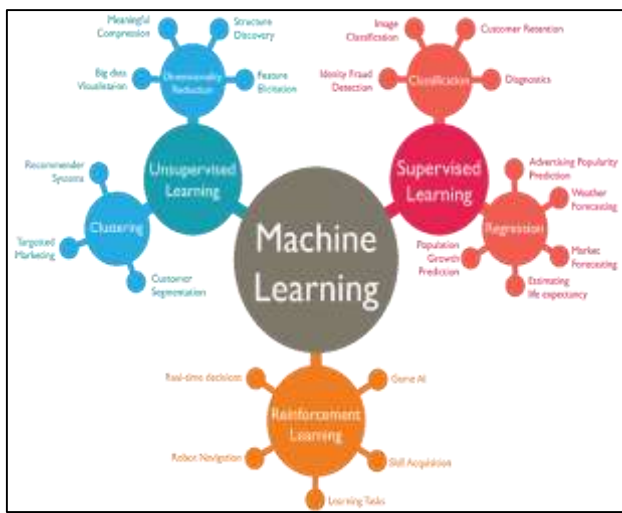 Meaningful
Compression
Structure
Discovery
Big data
Visualistaion
Dimensionality
Reduction
Feature
Elicitation
Image
Classification
Customer Retention
Idenity Fraud
Detection
Classification
Diagnostics
Recommender
Systems
Unsupervised
Learning
Supervised
Learning
Advertising Popularity
Prediction
Weather
Forecasting
Clustering
Targetted
Marketing
Customer
Segmentation
Machine
Learning
Regression
Population
Growth
Prediction
Market
Forecasting
Estimating
life expectancy
Real-time decisions
Game AI
Reinforcement
Learning
Robot Navigation
Skill Acquisition
Learning Tasks